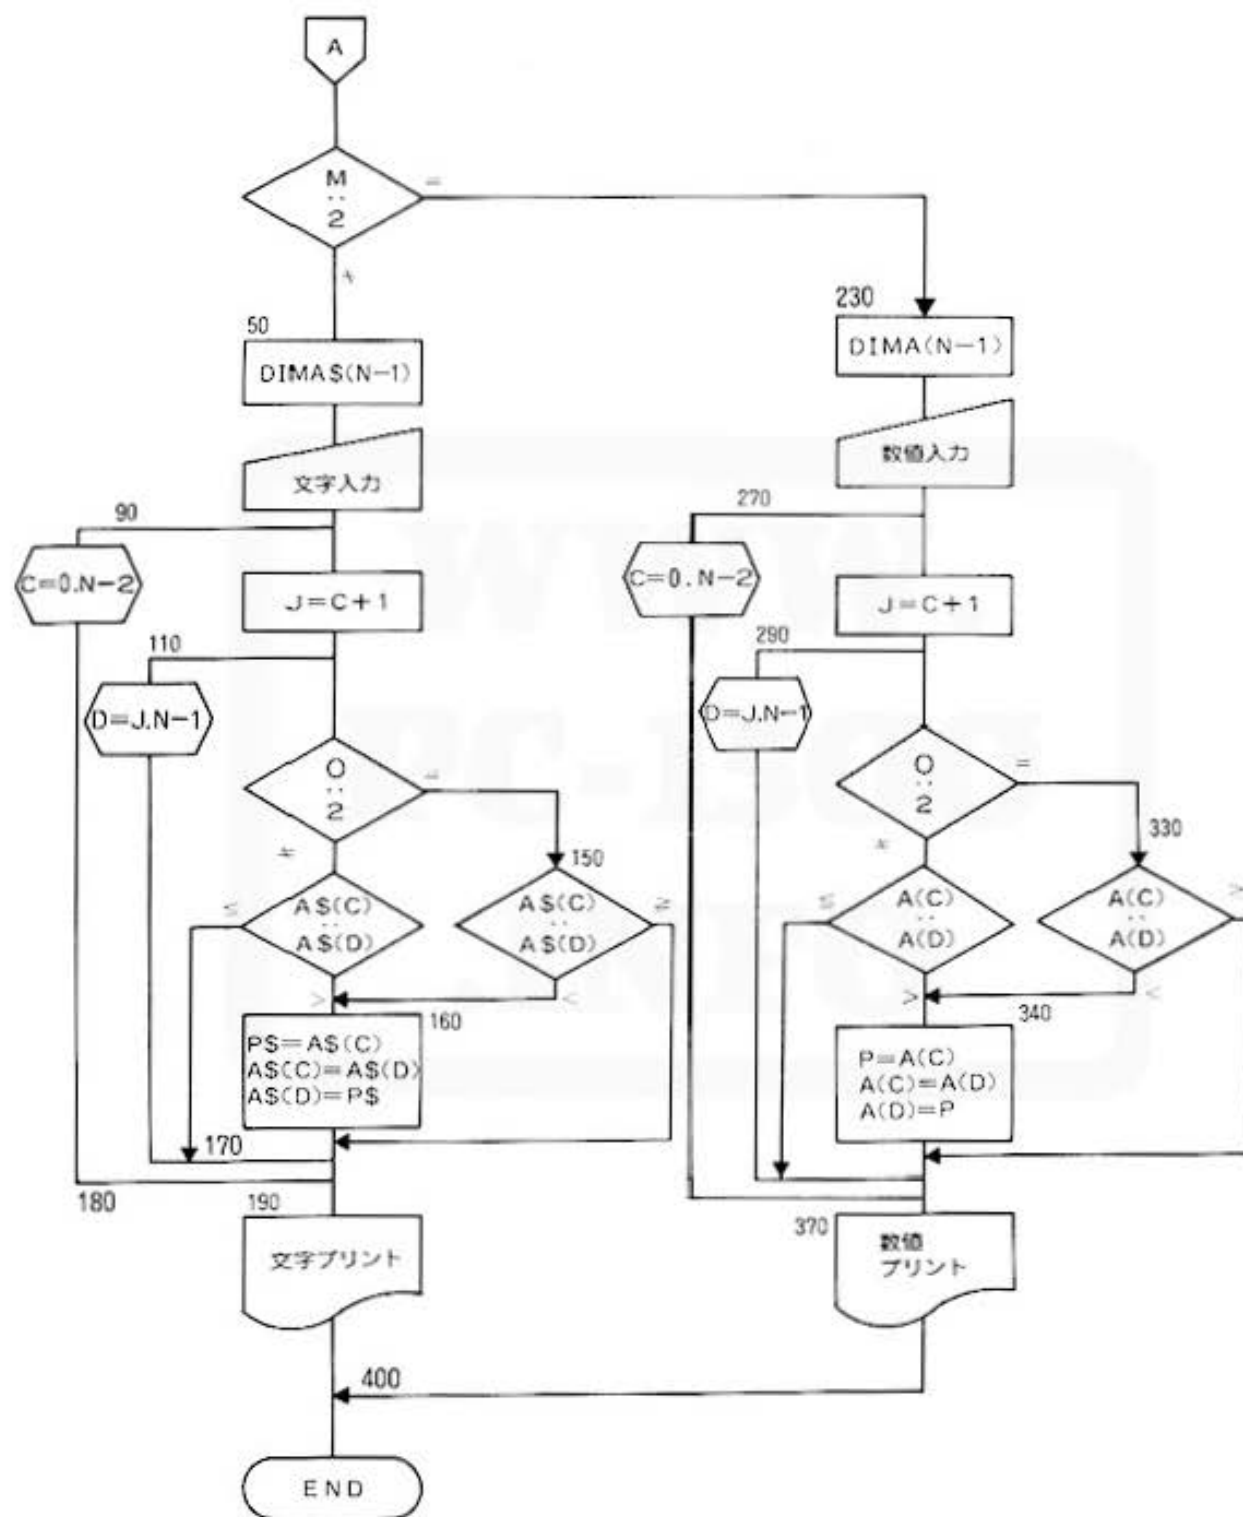 A
M
:
2
=
≠
50
DIMA$(N-1)
文字入力
90
C=0.N-2
J=C+1
110
D=J.N-1
O
:
2
=
≠
150
A$(C)
:
A$(D)
≦
>
A$(C)
:
A$(D)
≧
<
160
P$=A$(C)
A$(C)=A$(D)
A$(D)=P$
170
180
190
文字プリント
230
DIMA(N-1)
数値入力
270
C=0.N-2
J=C+1
290
D=J.N-1
O
:
2
=
≠
330
A(C)
:
A(D)
≦
>
A(C)
:
A(D)
≧
<
340
P=A(C)
A(C)=A(D)
A(D)=P
370
数値
プリント
400
END